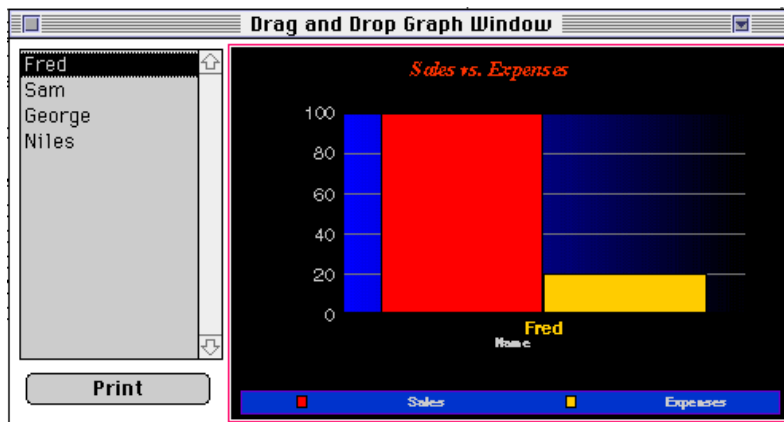 Drag and Drop Graph Window
Fred
Sam
George
Niles
Print
Sales vs. Expenses
100
80
60
40
20
0
Fred
Name
Sales Expenses